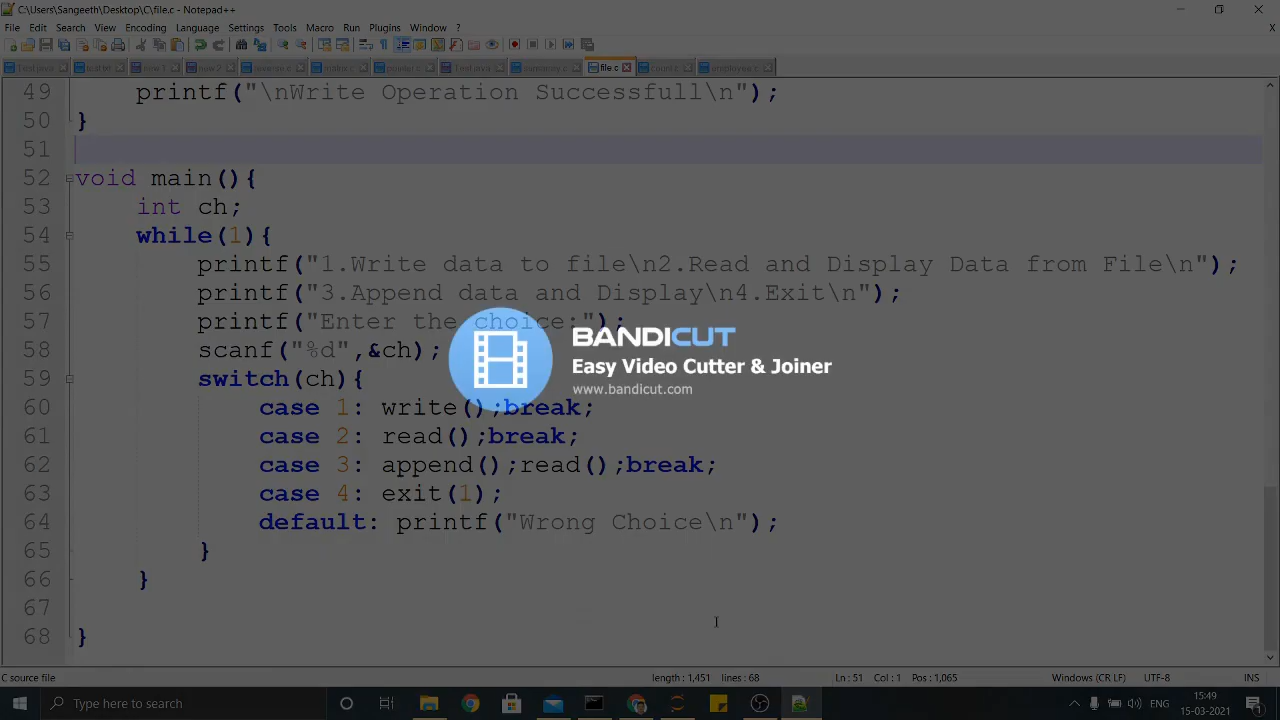 C:\Users\Sangeeth\Desktop\C\file.c - Notepad++
File Edit Search View Encoding Language Settings Tools Macro Run Plugins Window ?
file.c
49 printf("\nWrite Operation Successfull\n");
50 }
51
52 void main(){
53 int ch;
54 while(1){
55 printf("1.Write data to file\n2.Read and Display Data from File\n");
56 printf("3.Append data and Display\n4.Exit\n");
57 printf("Enter the choice:");
58 scanf("%d",&ch);
59 switch(ch){
60 case 1: write();break;
61 case 2: read();break;
62 case 3: append();read();break;
63 case 4: exit(1);
64 default: printf("Wrong Choice\n");
65 }
66 }
67
68 }
BANDICUT
Easy Video Cutter & Joiner
www.bandicut.com
C source file length : 1,451 lines : 68 Ln : 51 Col : 1 Pos : 1,065 Windows (CR LF) UTF-8 INS
Type here to search
ENG
15:49
15-03-2021